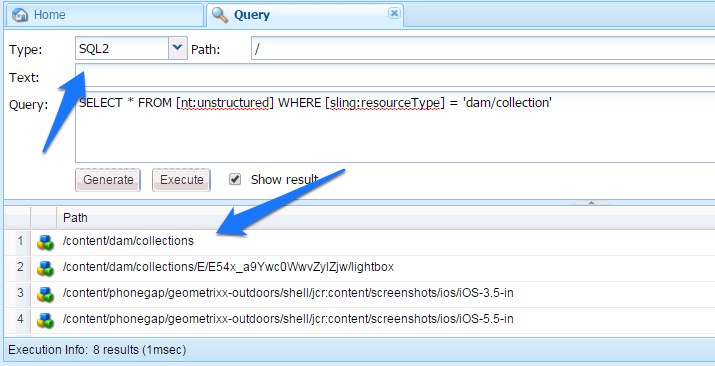 Home Query
Type: SQL2 Path: /
Text:
Query: SELECT * FROM [nt:unstructured] WHERE [sling:resourceType] = 'dam/collection'
Generate Execute Show result
Path
1 /content/dam/collections
2 /content/dam/collections/E/E54x_a9Ywc0WwvZylZjw/lightbox
3 /content/phonegap/geometrixx-outdoors/shell/jcr:content/screenshots/ios/iOS-3.5-in
4 /content/phonegap/geometrixx-outdoors/shell/jcr:content/screenshots/ios/iOS-5.5-in
Execution Info: 8 results (1msec)